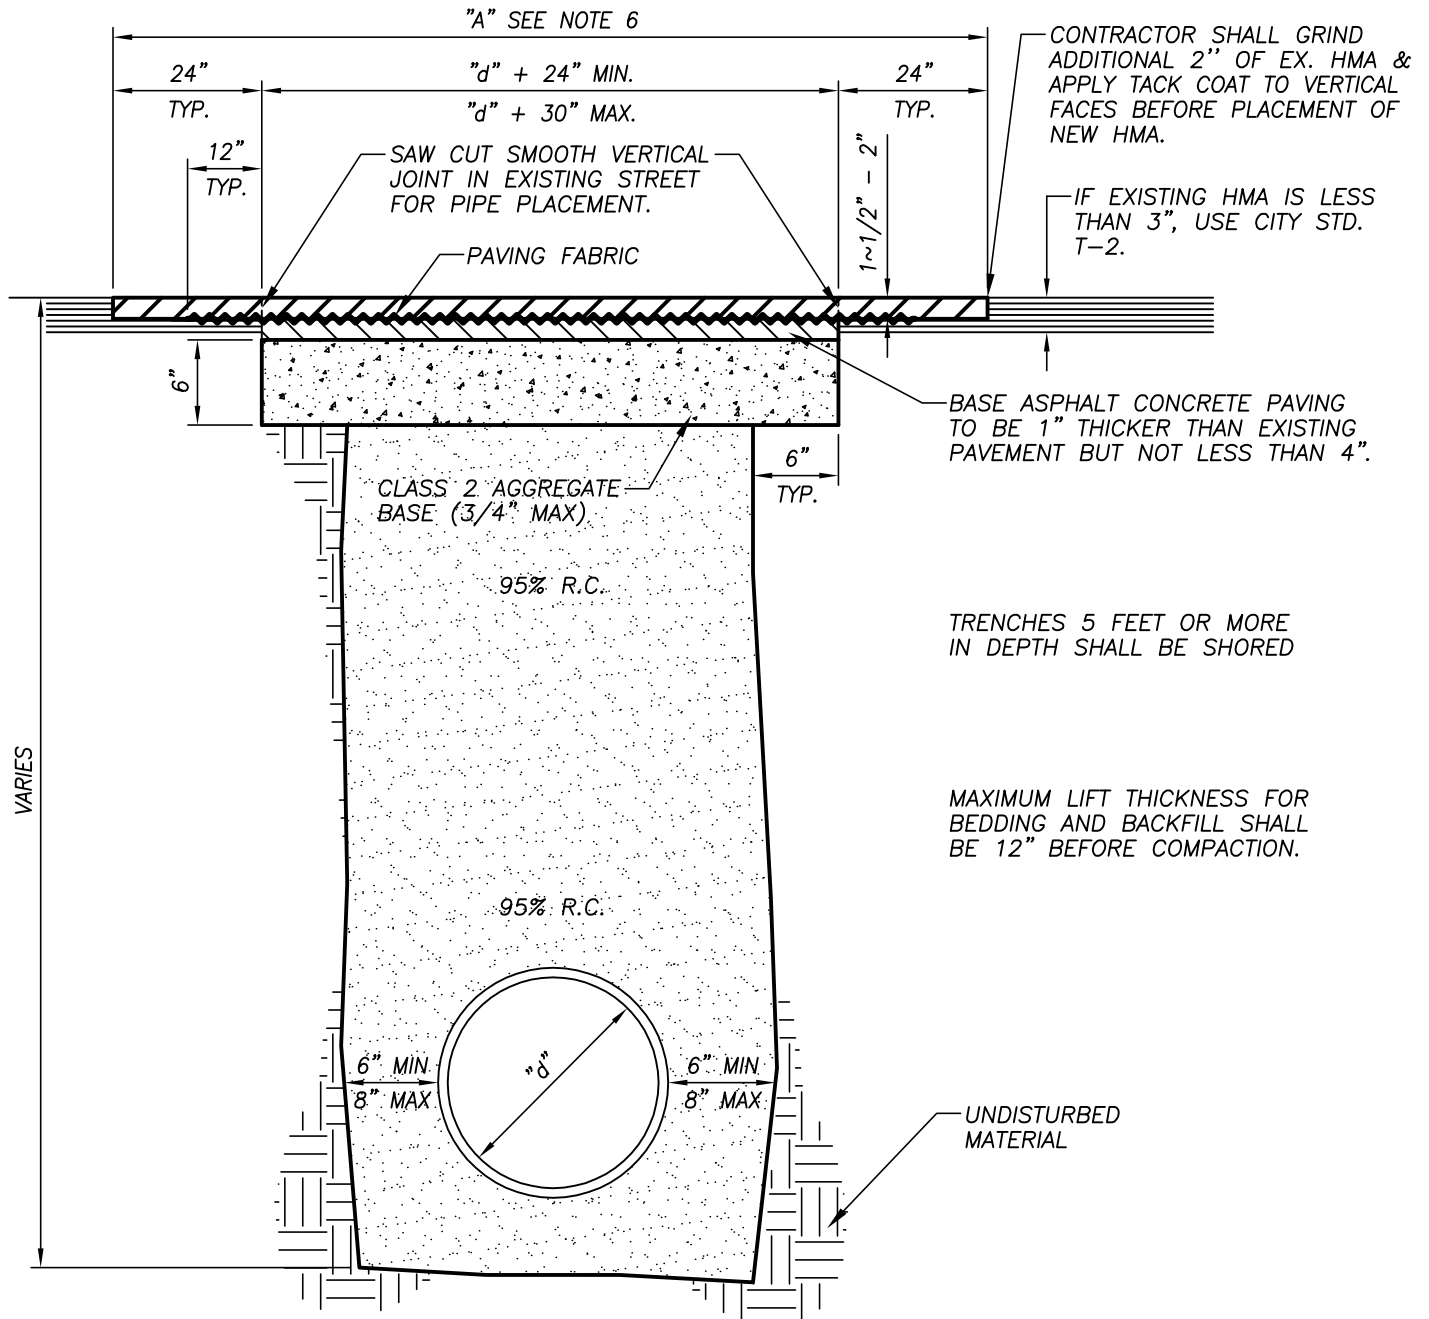 "A" SEE NOTE 6
24"
TYP.
"d" + 24" MIN.
"d" + 30" MAX.
24"
TYP.
CONTRACTOR SHALL GRIND
ADDITIONAL 2'' OF EX. HMA &
APPLY TACK COAT TO VERTICAL
FACES BEFORE PLACEMENT OF
NEW HMA.
12"
TYP.
SAW CUT SMOOTH VERTICAL
JOINT IN EXISTING STREET
FOR PIPE PLACEMENT.
1~1/2" - 2"
IF EXISTING HMA IS LESS
THAN 3", USE CITY STD.
T-2.
PAVING FABRIC
6"
BASE ASPHALT CONCRETE PAVING
TO BE 1" THICKER THAN EXISTING
PAVEMENT BUT NOT LESS THAN 4".
6"
TYP.
CLASS 2 AGGREGATE
BASE (3/4" MAX)
95% R.C.
TRENCHES 5 FEET OR MORE
IN DEPTH SHALL BE SHORED
VARIES
MAXIMUM LIFT THICKNESS FOR
BEDDING AND BACKFILL SHALL
BE 12" BEFORE COMPACTION.
95% R.C.
6" MIN
8" MAX
"d"
6" MIN
8" MAX
UNDISTURBED
MATERIAL